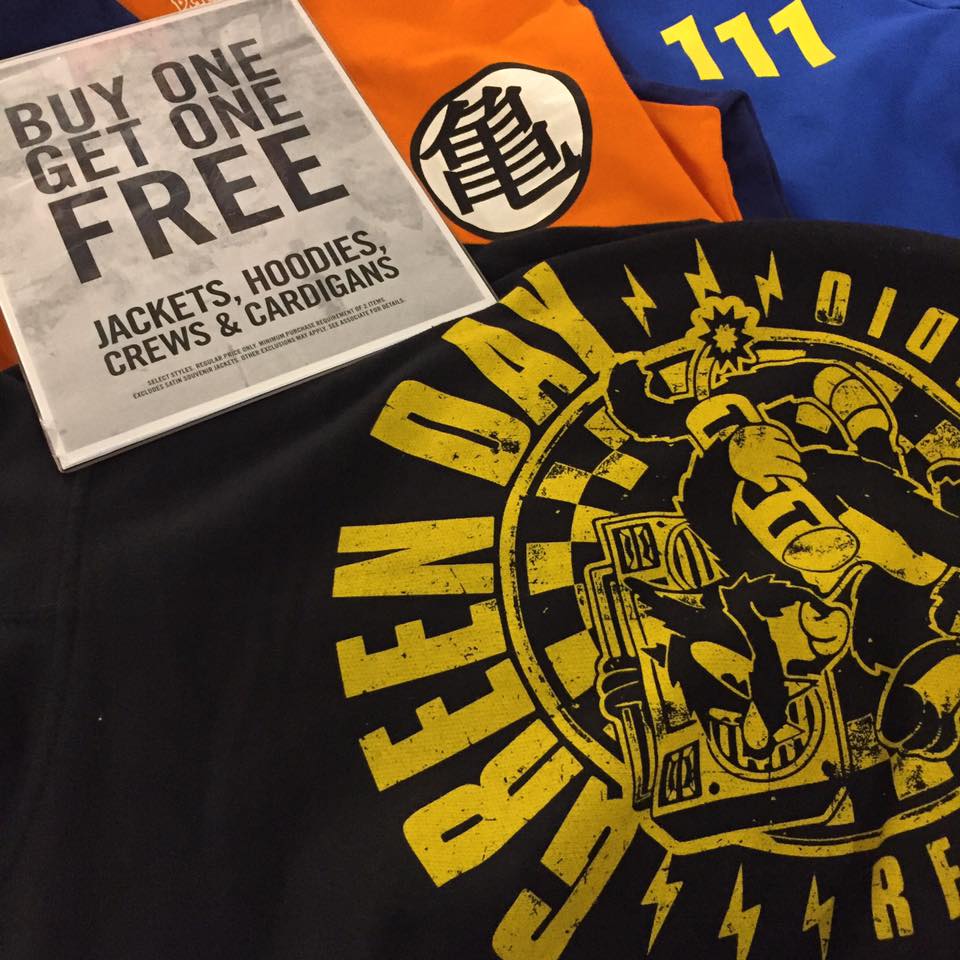 BUY ONE
GET ONE
FREE
JACKETS, HOODIES,
CREWS & CARDIGANS
SELECT STYLES. REGULAR PRICE ONLY. MINIMUM PURCHASE REQUIREMENT OF 2 ITEMS.
EXCLUDES SATIN SOUVENIR JACKETS. OTHER EXCLUSIONS MAY APPLY. SEE ASSOCIATE FOR DETAILS.
亀
111
GREEN DAY